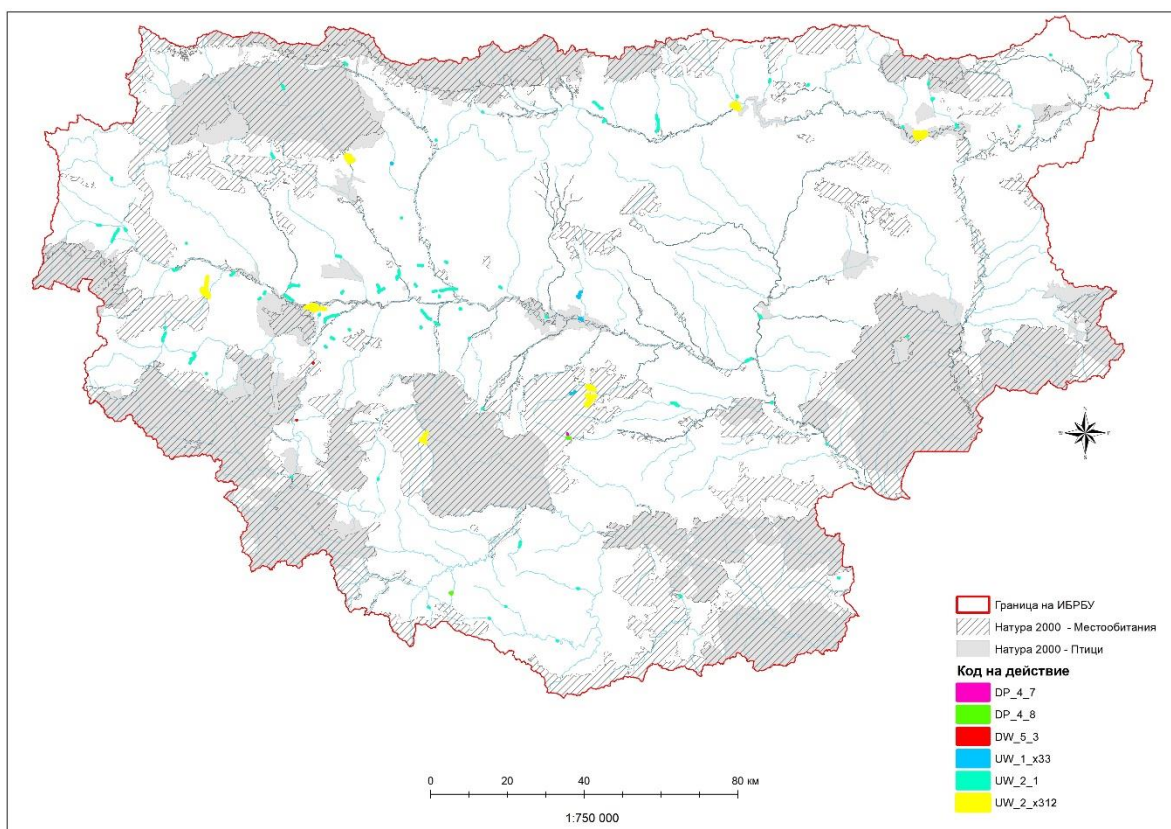 Граница на ИБРБУ
Натура 2000 - Местообитания
Натура 2000 - Птици
Код на действие
DP_4_7
DP_4_8
DW_5_3
UW_1_x33
UW_2_1
UW_2_x312
0 20 40 80 км
1:750 000